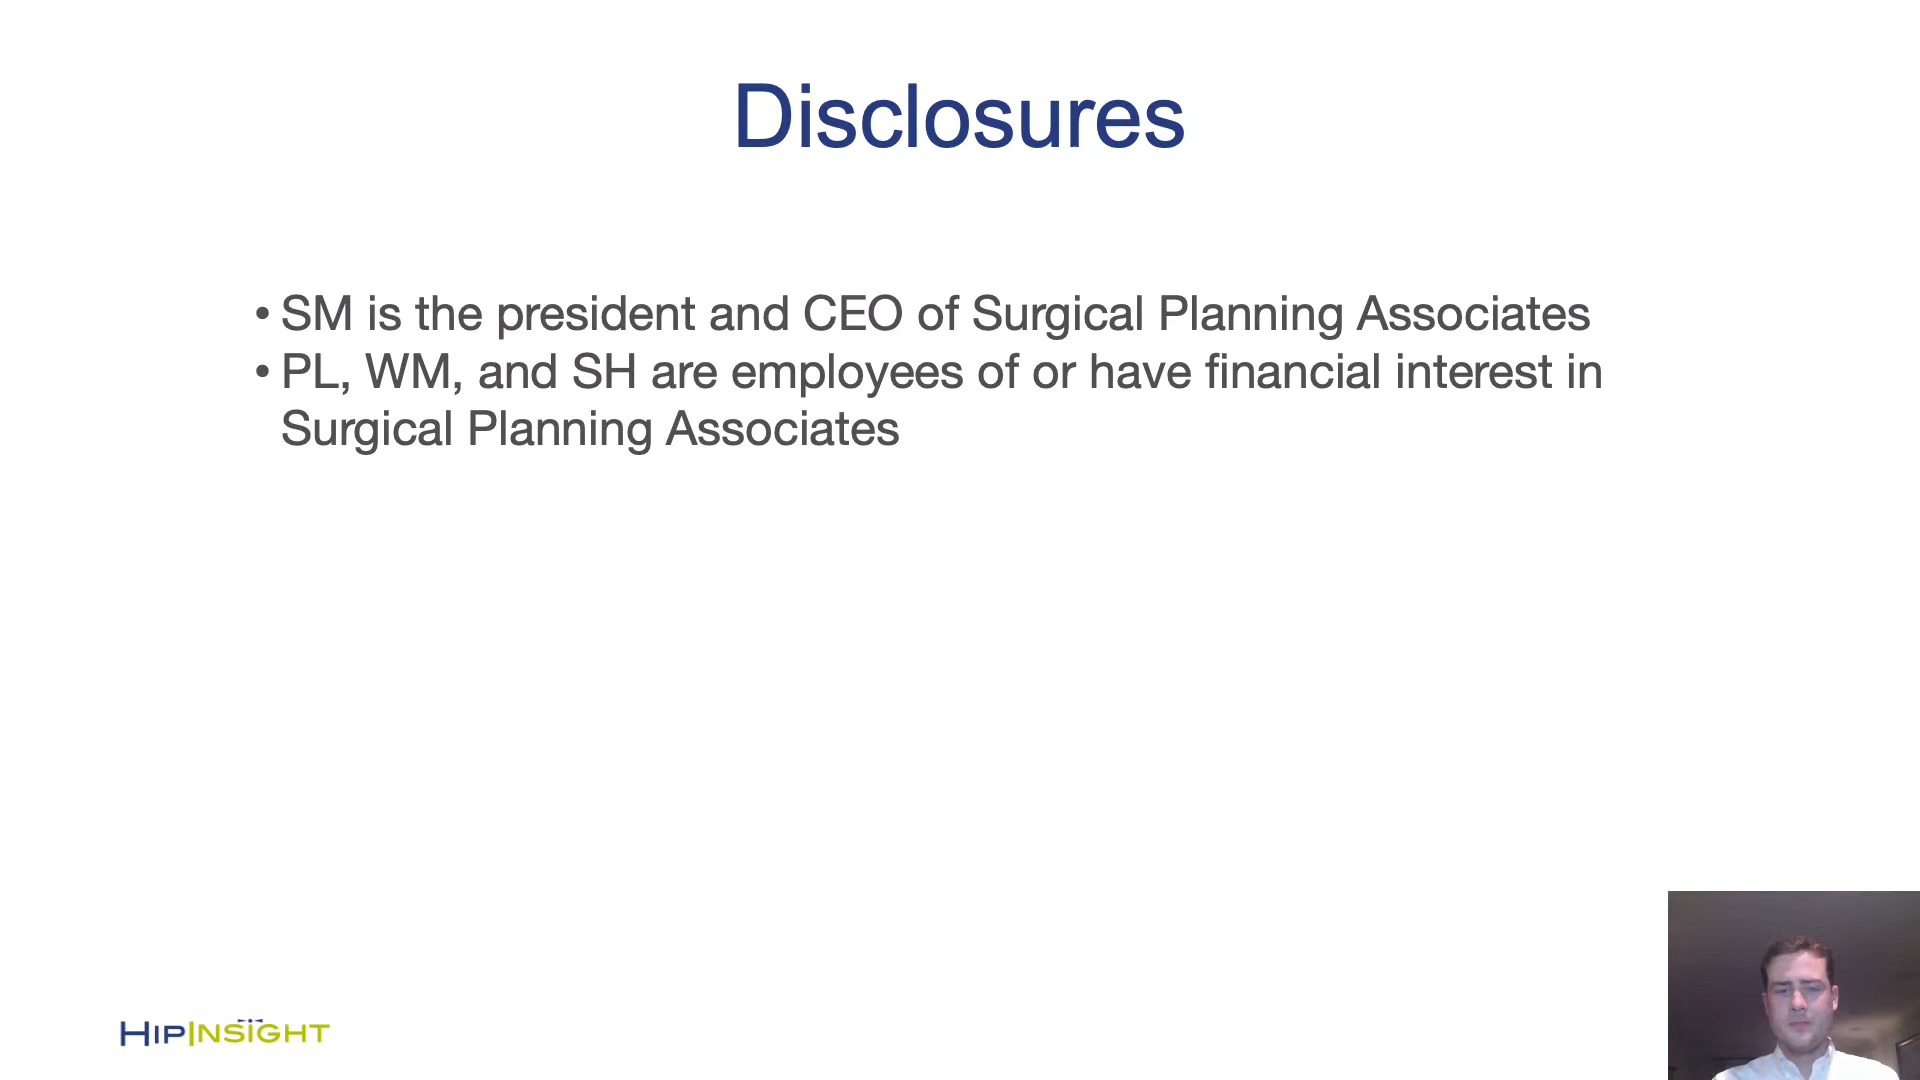 Disclosures
• SM is the president and CEO of Surgical Planning Associates
• PL, WM, and SH are employees of or have financial interest in
Surgical Planning Associates
HIPINSIGHT